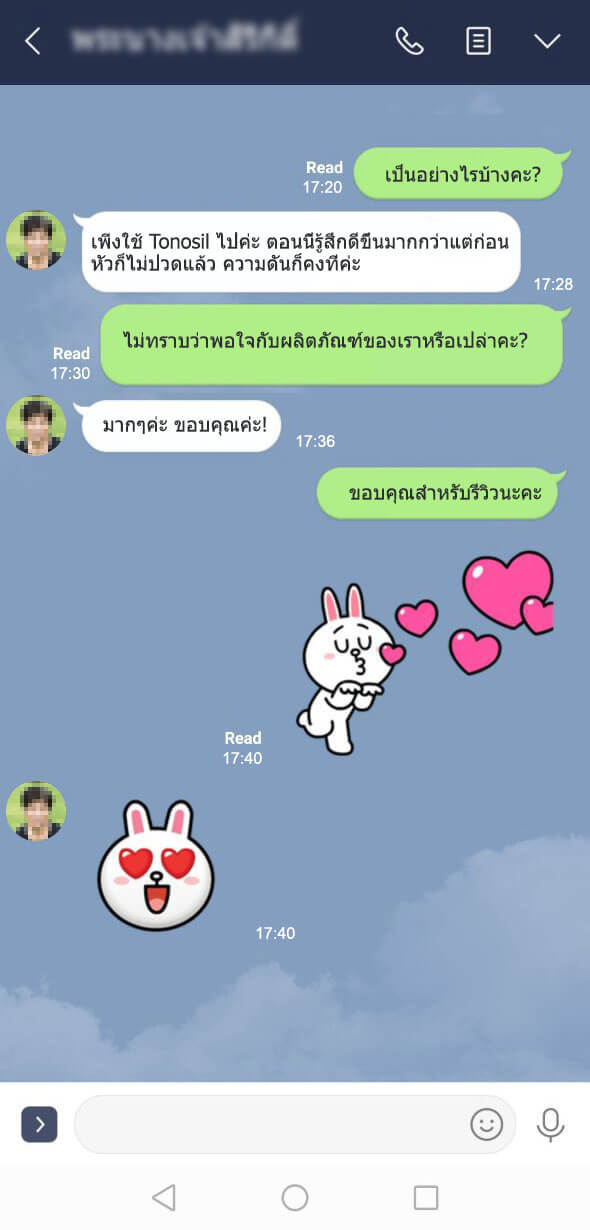 Read
17:20
เป็นอย่างไรบ้างคะ?
เพิ่งใช้ Tonosil ไปค่ะ ตอนนี้รู้สึกดีขึ้นมากกว่าแต่ก่อน
หัวก็ไม่ปวดแล้ว ความดันก็คงที่ค่ะ
17:28
ไม่ทราบว่าพอใจกับผลิตภัณฑ์ของเราหรือเปล่าคะ?
Read
17:30
มากๆค่ะ ขอบคุณค่ะ!
17:36
ขอบคุณสำหรับรีวิวนะคะ
Read
17:40
17:40